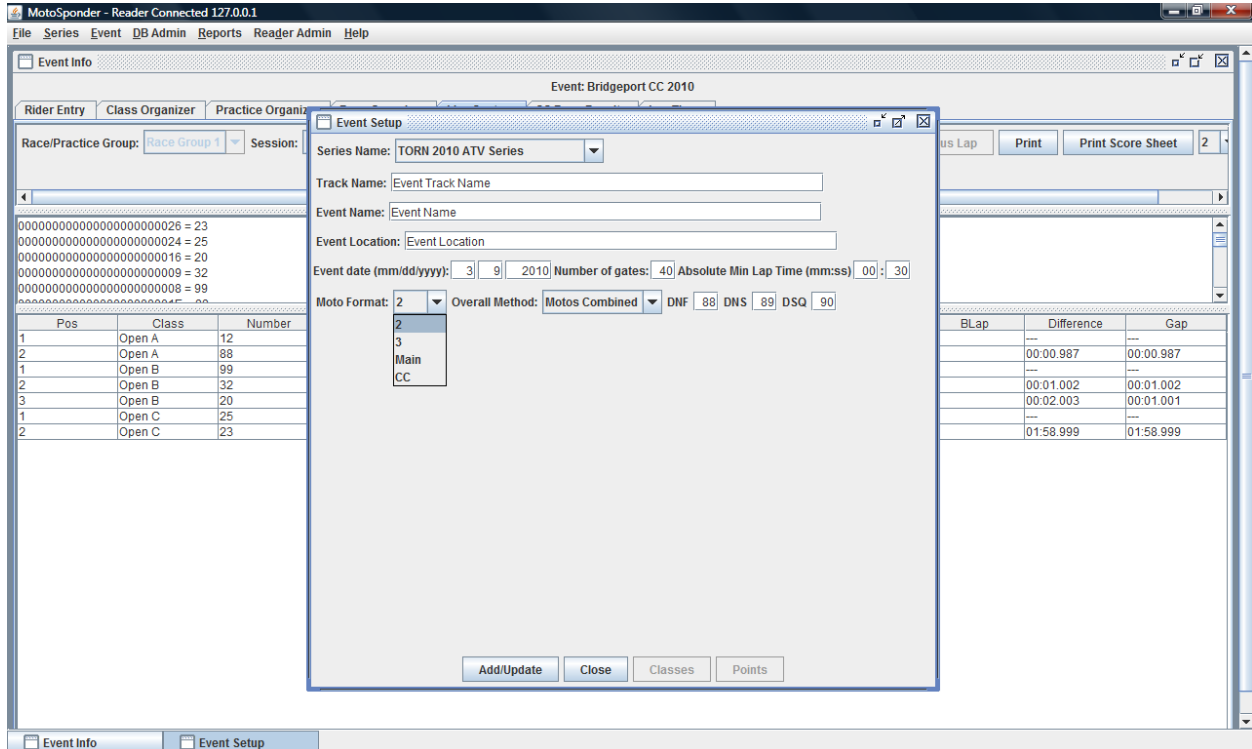 MotoSponder - Reader Connected 127.0.0.1
File Series Event DB Admin Reports Reader Admin Help
Event Info
Event: Bridgeport CC 2010
Rider Entry Class Organizer Practice Organiz
Event Setup
Race/Practice Group: Race Group 1 Session: us Lap Print Print Score Sheet 2
Series Name: TORN 2010 ATV Series
Track Name: Event Track Name
Event Name: Event Name
Event Location: Event Location
Event date (mm/dd/yyyy): 3 9 2010 Number of gates: 40 Absolute Min Lap Time (mm:ss) 00 : 30
Moto Format: 2 Overall Method: Motos Combined DNF 88 DNS 89 DSQ 90
2
3
Main
CC
Add/Update Close Classes Points
000000000000000000000026 = 23
000000000000000000000024 = 25
000000000000000000000016 = 20
000000000000000000000009 = 32
000000000000000000000008 = 99
Pos Class Number BLap Difference Gap
1 Open A 12 --- ---
2 Open A 88 00:00.987 00:00.987
1 Open B 99 --- ---
2 Open B 32 00:01.002 00:01.002
3 Open B 20 00:02.003 00:01.001
1 Open C 25 --- ---
2 Open C 23 01:58.999 01:58.999
Event Info Event Setup